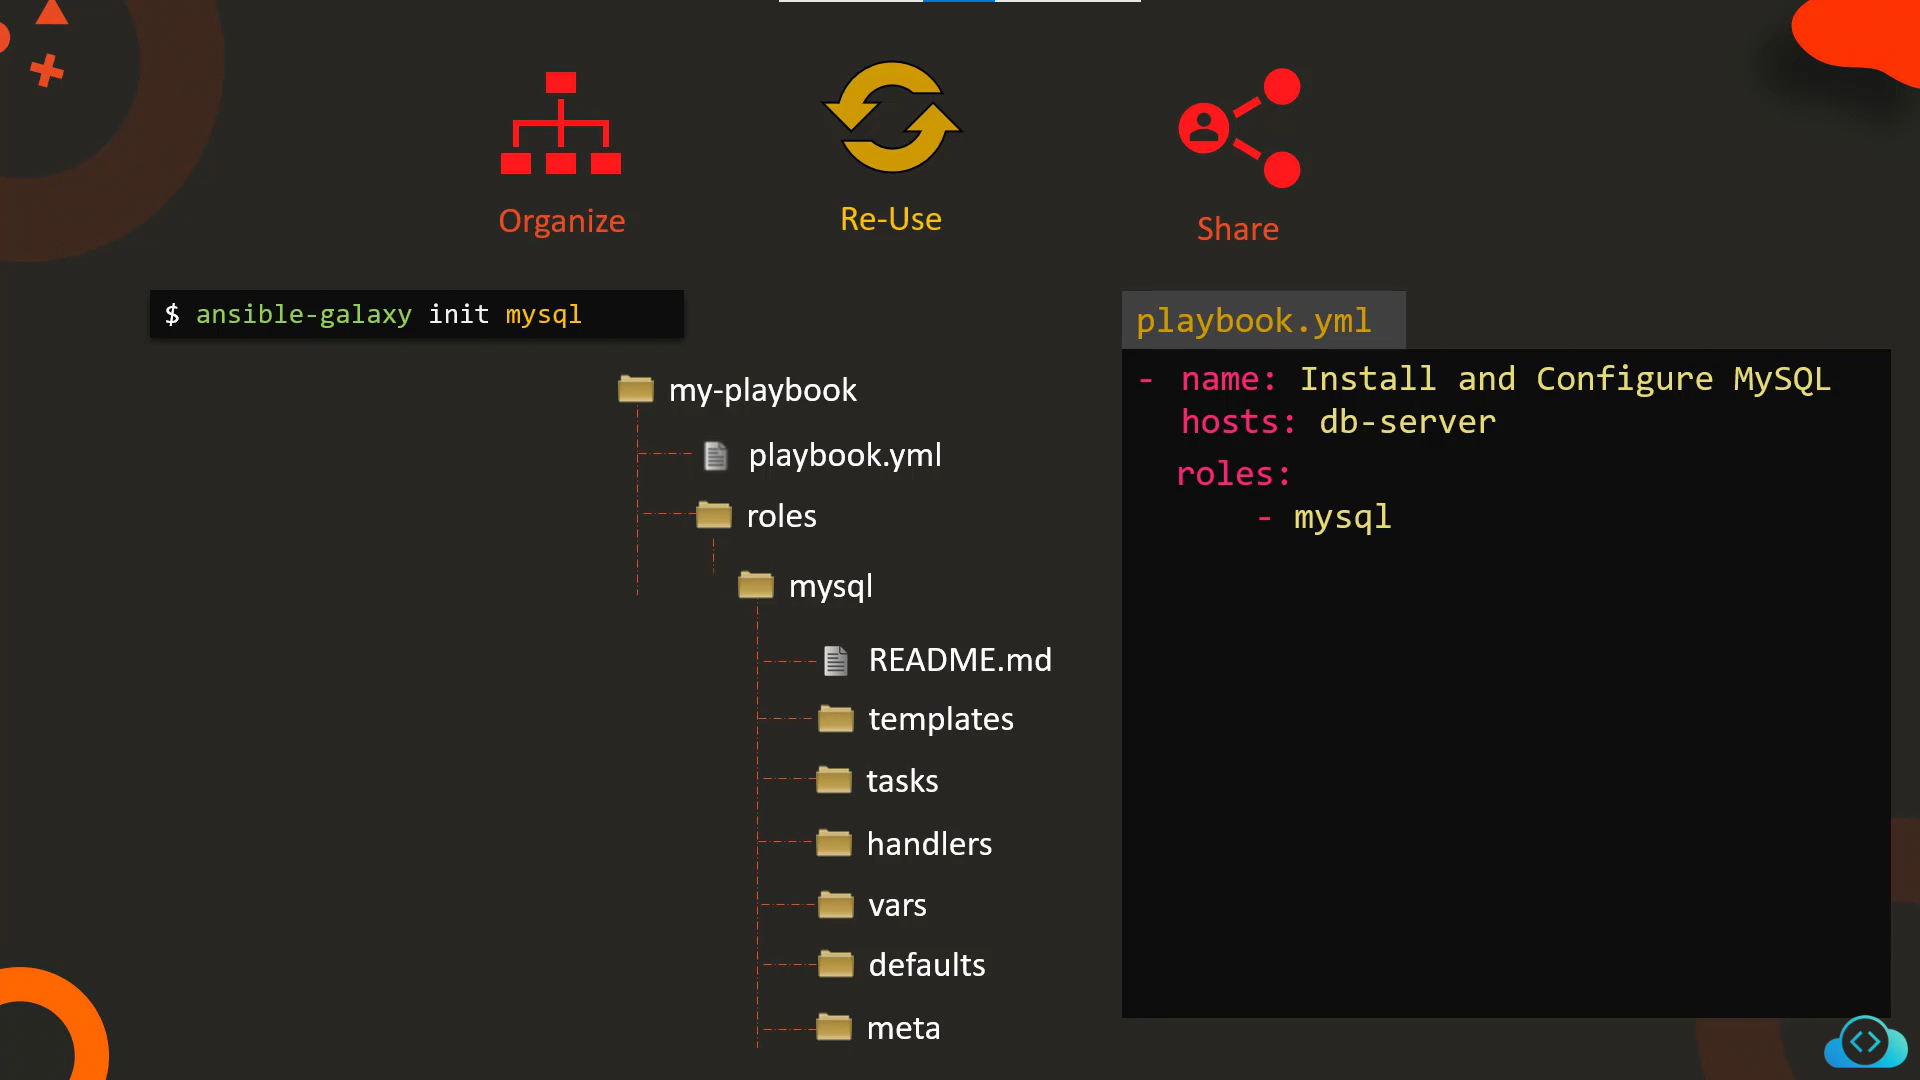 Organize
Re-Use
Share
$ ansible-galaxy init mysql
my-playbook
playbook.yml
roles
mysql
README.md
templates
tasks
handlers
vars
defaults
meta
playbook.yml
- name: Install and Configure MySQL
hosts: db-server
roles:
- mysql